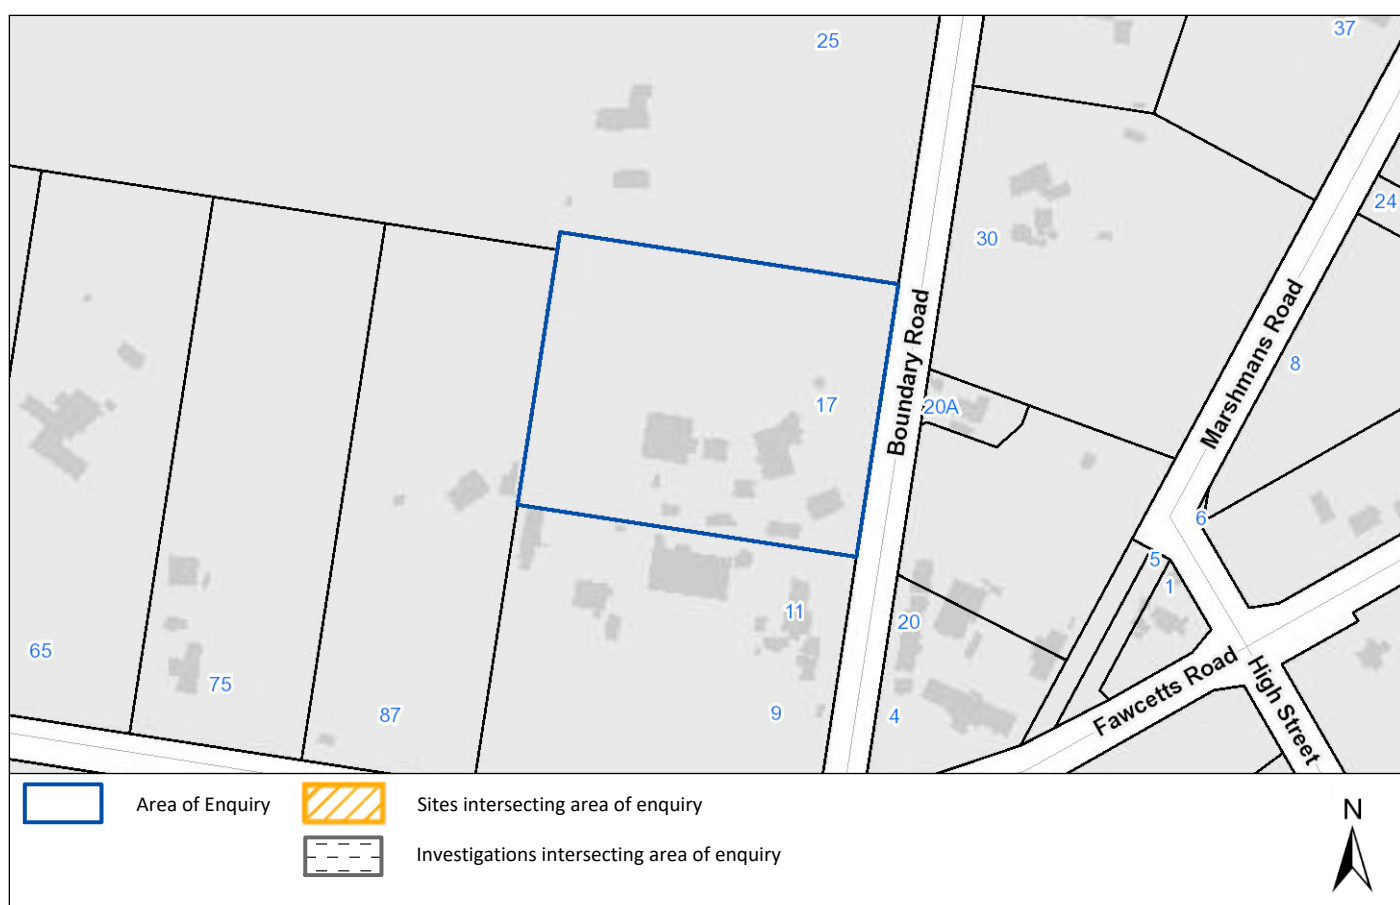 25
37
24
30
Boundary Road
Marshmans Road
8
17
20A
6
5
1
11
20
65
75
87
9
4
Fawcetts Road
High Street
Area of Enquiry
Sites intersecting area of enquiry
Investigations intersecting area of enquiry
N